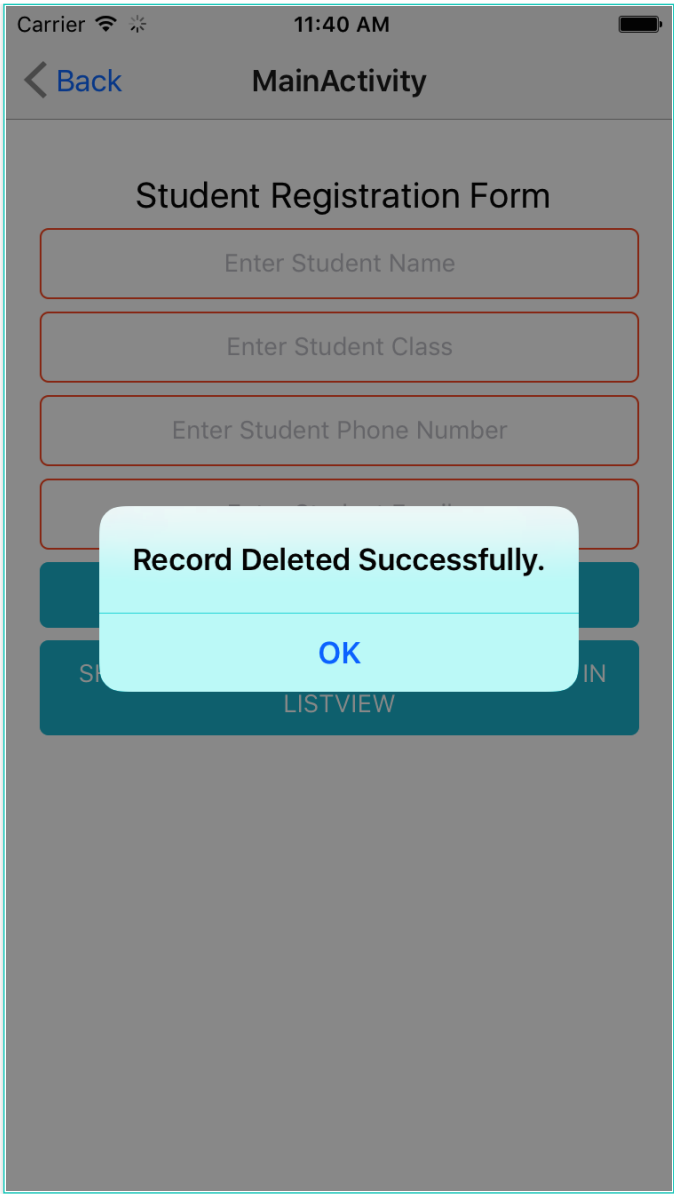 Carrier 11:40 AM
Back MainActivity
Student Registration Form
Enter Student Name
Enter Student Class
Enter Student Phone Number
Record Deleted Successfully.
OK
IN
LISTVIEW